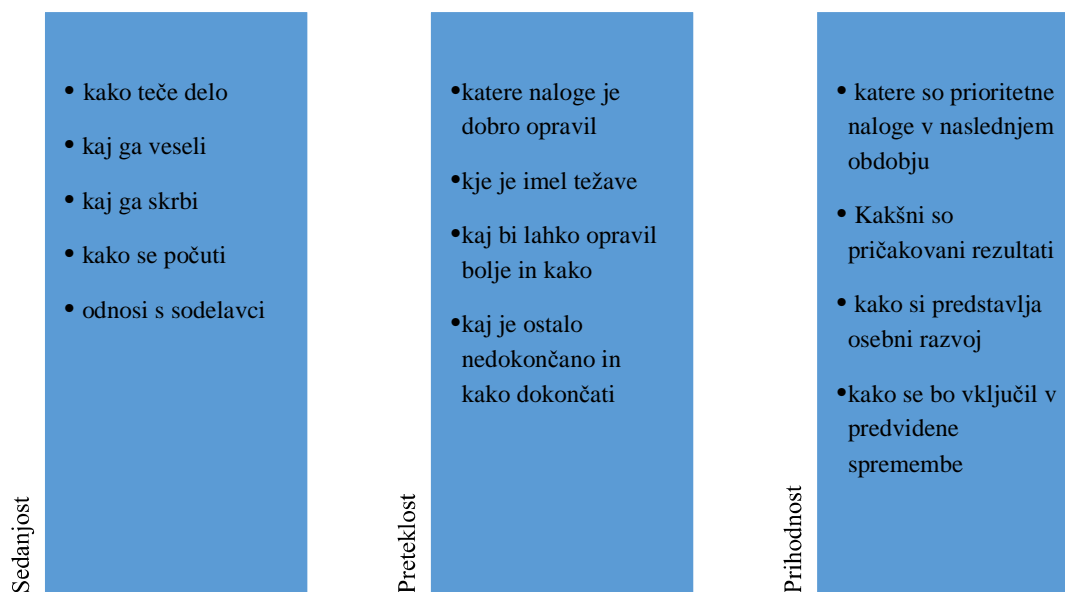 Sedanjost
• kako teče delo
• kaj ga veseli
• kaj ga skrbi
• kako se počuti
• odnosi s sodelavci
Preteklost
•katere naloge je
dobro opravil
•kje je imel težave
•kaj bi lahko opravil
bolje in kako
•kaj je ostalo
nedokončano in
kako dokončati
Prihodnost
• katere so prioritetne
naloge v naslednjem
obdobju
• Kakšni so
pričakovani rezultati
• kako si predstavlja
osebni razvoj
•kako se bo vključil v
predvidene
spremembe